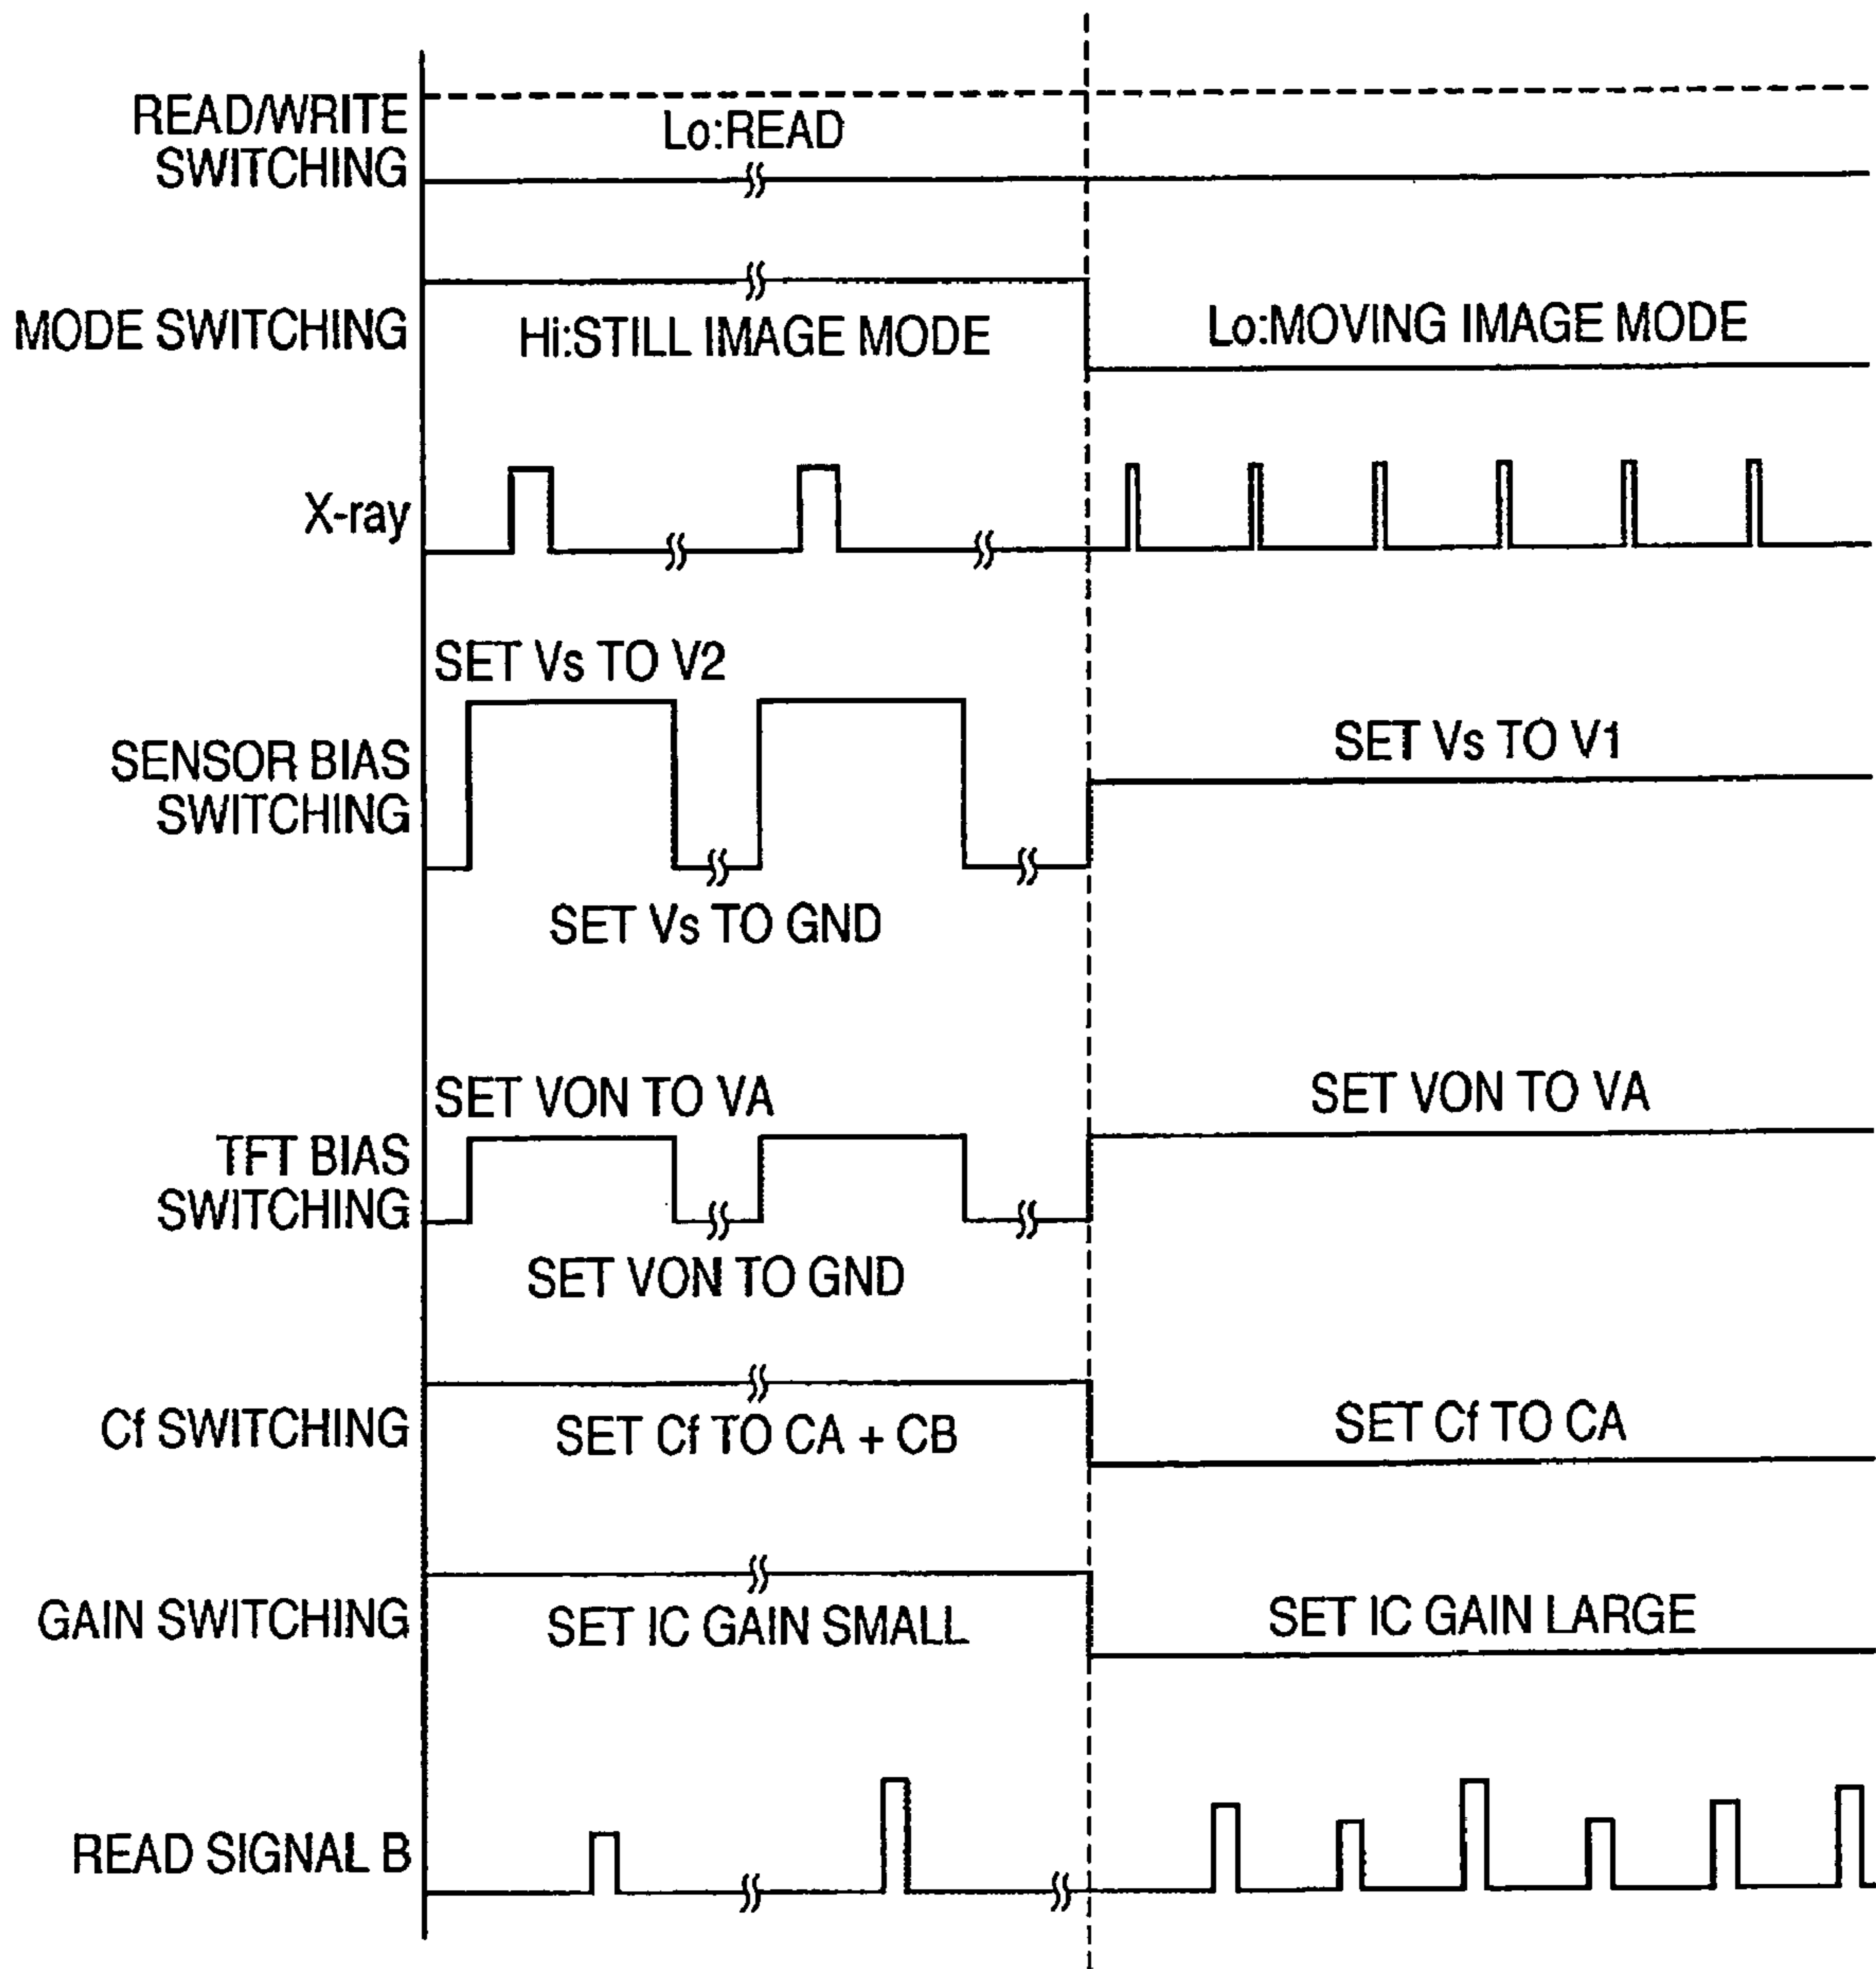 READ/WRITE
SWITCHING
Lo:READ
MODE SWITCHING
Hi:STILL IMAGE MODE
Lo:MOVING IMAGE MODE
X-ray
SET Vs TO V2
SENSOR BIAS
SWITCHING
SET Vs TO V1
SET Vs TO GND
SET VON TO VA
SET VON TO VA
TFT BIAS
SWITCHING
SET VON TO GND
Cf SWITCHING
SET Cf TO CA + CB
SET Cf TO CA
GAIN SWITCHING
SET IC GAIN SMALL
SET IC GAIN LARGE
READ SIGNAL B